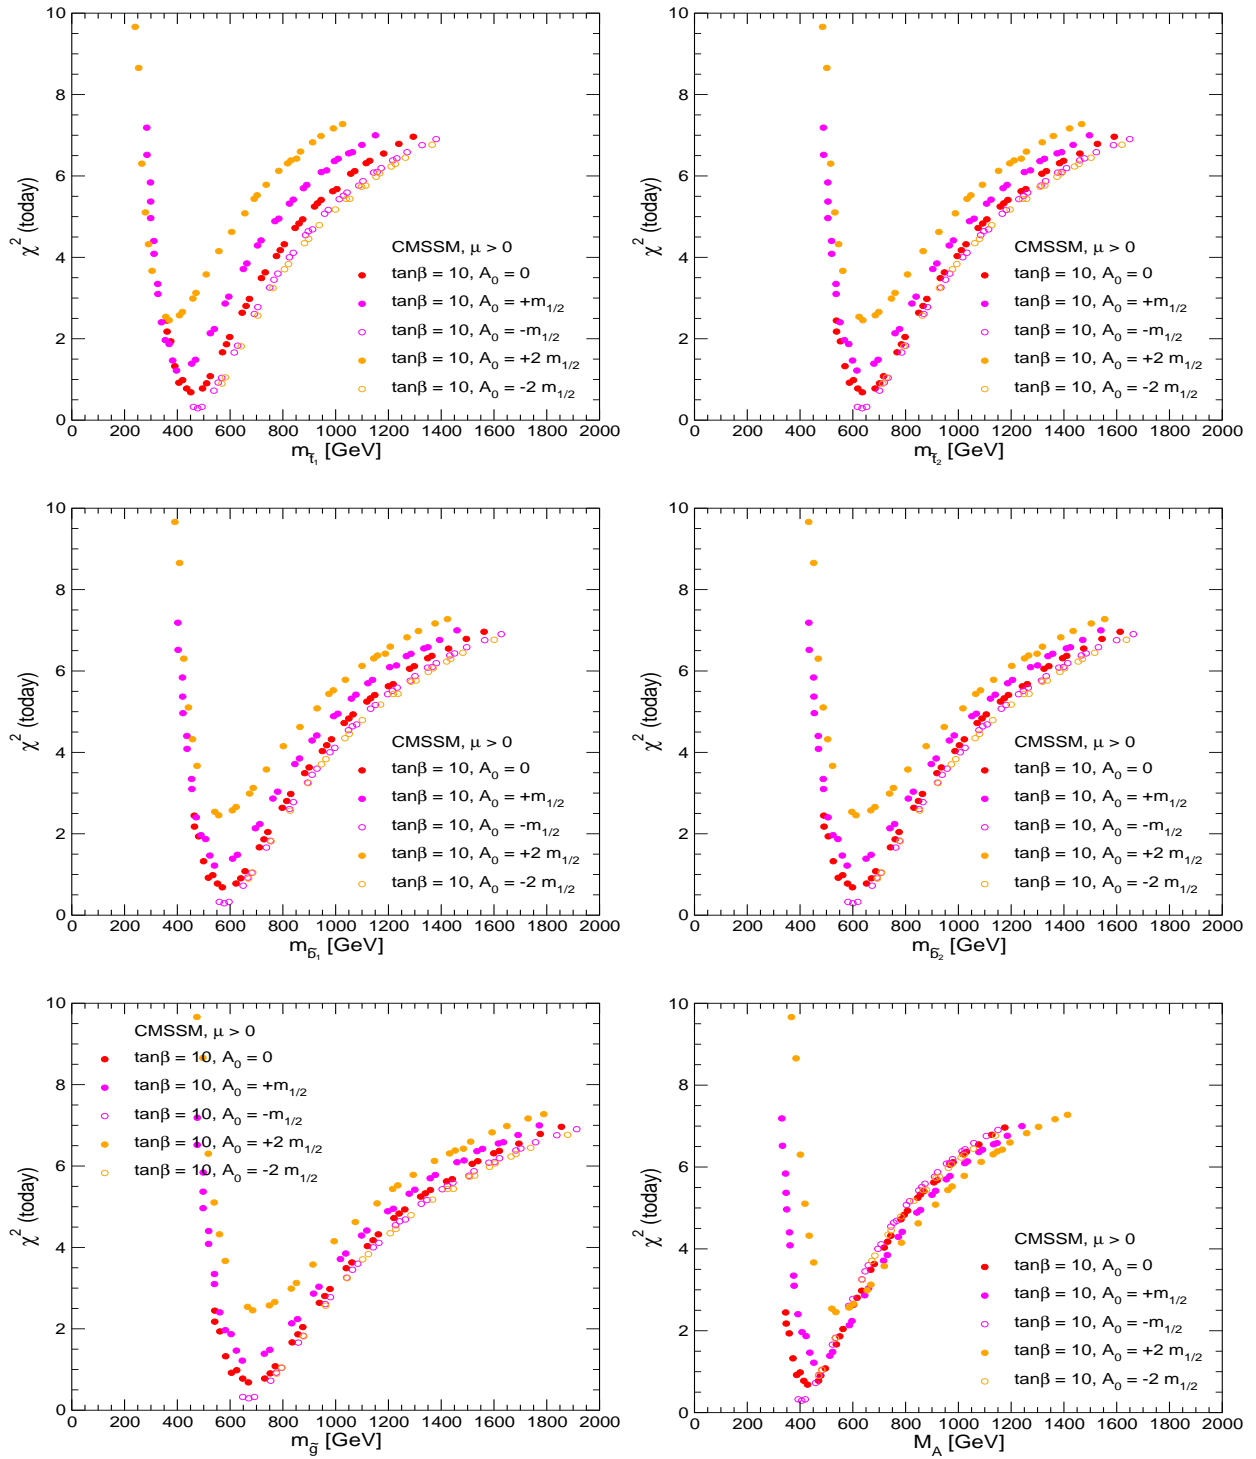 10
8
6
4
2
0
χ² (today)
CMSSM, μ > 0
tanβ = 10, A₀ = 0
tanβ = 10, A₀ = +m₁/₂
tanβ = 10, A₀ = -m₁/₂
tanβ = 10, A₀ = +2 m₁/₂
tanβ = 10, A₀ = -2 m₁/₂
0 200 400 600 800 1000 1200 1400 1600 1800 2000
m_t̃₁ [GeV]
10
8
6
4
2
0
χ² (today)
CMSSM, μ > 0
tanβ = 10, A₀ = 0
tanβ = 10, A₀ = +m₁/₂
tanβ = 10, A₀ = -m₁/₂
tanβ = 10, A₀ = +2 m₁/₂
tanβ = 10, A₀ = -2 m₁/₂
0 200 400 600 800 1000 1200 1400 1600 1800 2000
m_t̃₂ [GeV]
10
8
6
4
2
0
χ² (today)
CMSSM, μ > 0
tanβ = 10, A₀ = 0
tanβ = 10, A₀ = +m₁/₂
tanβ = 10, A₀ = -m₁/₂
tanβ = 10, A₀ = +2 m₁/₂
tanβ = 10, A₀ = -2 m₁/₂
0 200 400 600 800 1000 1200 1400 1600 1800 2000
m_b̃₁ [GeV]
10
8
6
4
2
0
χ² (today)
CMSSM, μ > 0
tanβ = 10, A₀ = 0
tanβ = 10, A₀ = +m₁/₂
tanβ = 10, A₀ = -m₁/₂
tanβ = 10, A₀ = +2 m₁/₂
tanβ = 10, A₀ = -2 m₁/₂
0 200 400 600 800 1000 1200 1400 1600 1800 2000
m_b̃₂ [GeV]
10
8
6
4
2
0
χ² (today)
CMSSM, μ > 0
tanβ = 10, A₀ = 0
tanβ = 10, A₀ = +m₁/₂
tanβ = 10, A₀ = -m₁/₂
tanβ = 10, A₀ = +2 m₁/₂
tanβ = 10, A₀ = -2 m₁/₂
0 200 400 600 800 1000 1200 1400 1600 1800 2000
m_g̃ [GeV]
10
8
6
4
2
0
χ² (today)
CMSSM, μ > 0
tanβ = 10, A₀ = 0
tanβ = 10, A₀ = +m₁/₂
tanβ = 10, A₀ = -m₁/₂
tanβ = 10, A₀ = +2 m₁/₂
tanβ = 10, A₀ = -2 m₁/₂
0 200 400 600 800 1000 1200 1400 1600 1800 2000
M_A [GeV]